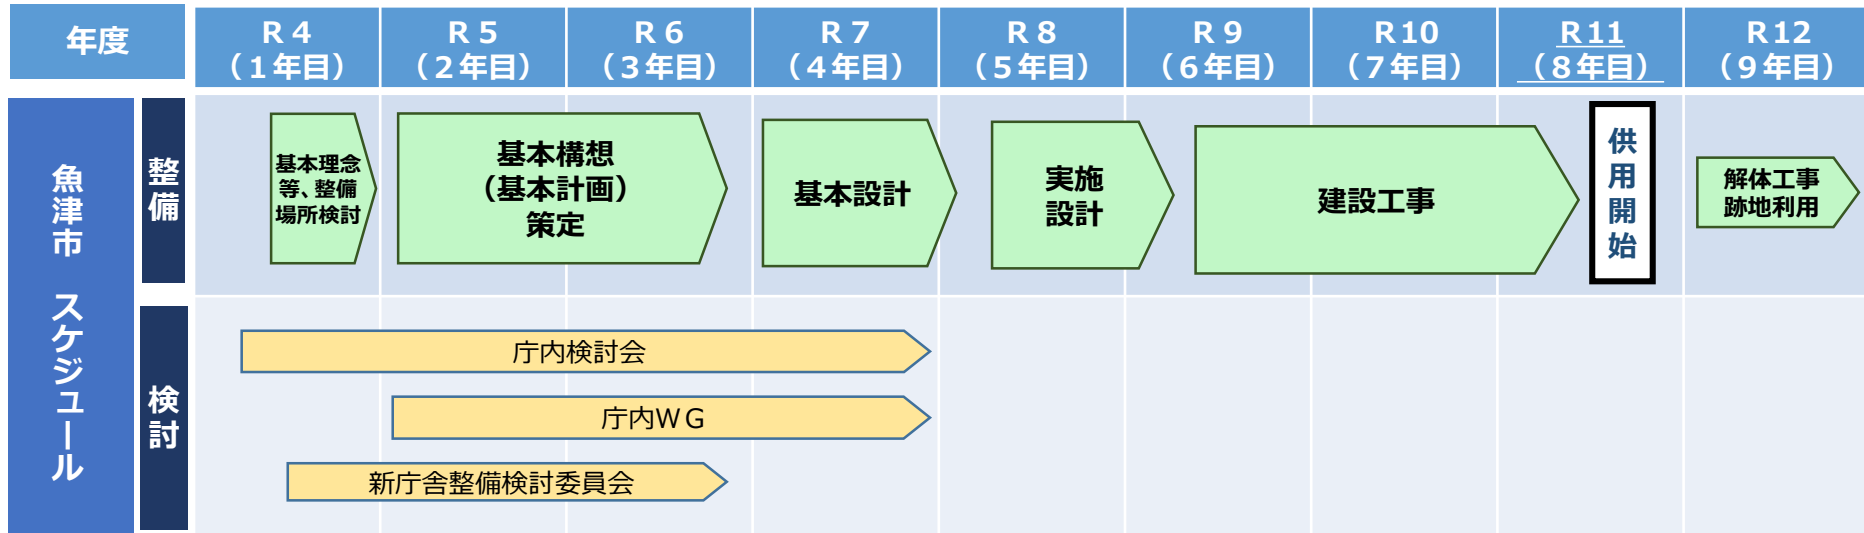 年度
R４
（１年目）
R５
（２年目）
R６
（３年目）
R７
（４年目）
R８
（５年目）
R９
（６年目）
R10
（７年目）
R11
（８年目）
R12
（９年目）
魚津市　スケジュール
整備
基本理念
等、整備
場所検討
基本構想
（基本計画）
策定
基本設計
実施
設計
建設工事
供用開始
解体工事
跡地利用
検討
庁内検討会
庁内ＷＧ
新庁舎整備検討委員会